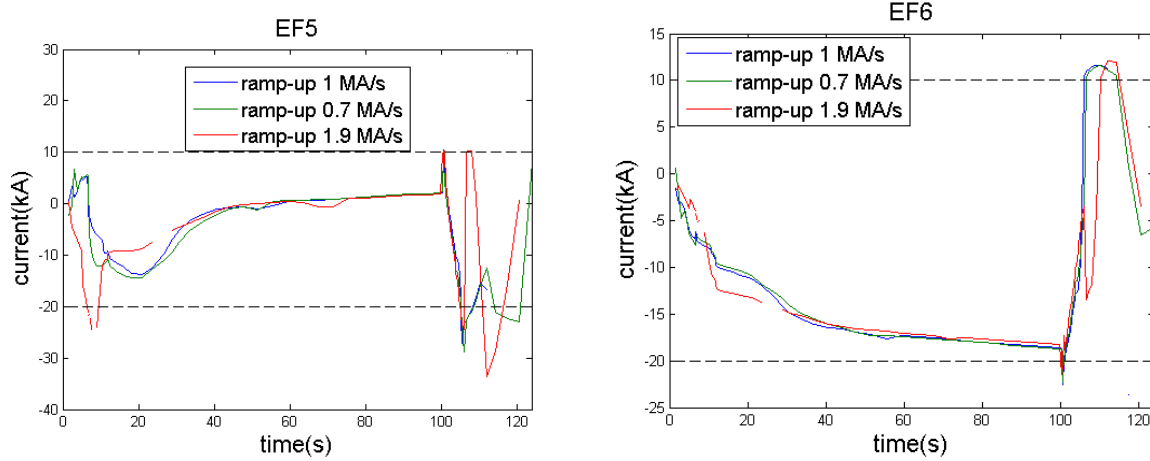 EF5
30
20
10
0
-10
-20
-30
-40
current(kA)
ramp-up 1 MA/s
ramp-up 0.7 MA/s
ramp-up 1.9 MA/s
0
20
40
60
80
100
120
time(s)
EF6
15
10
5
0
-5
-10
-15
-20
-25
current(kA)
ramp-up 1 MA/s
ramp-up 0.7 MA/s
ramp-up 1.9 MA/s
0
20
40
60
80
100
120
time(s)